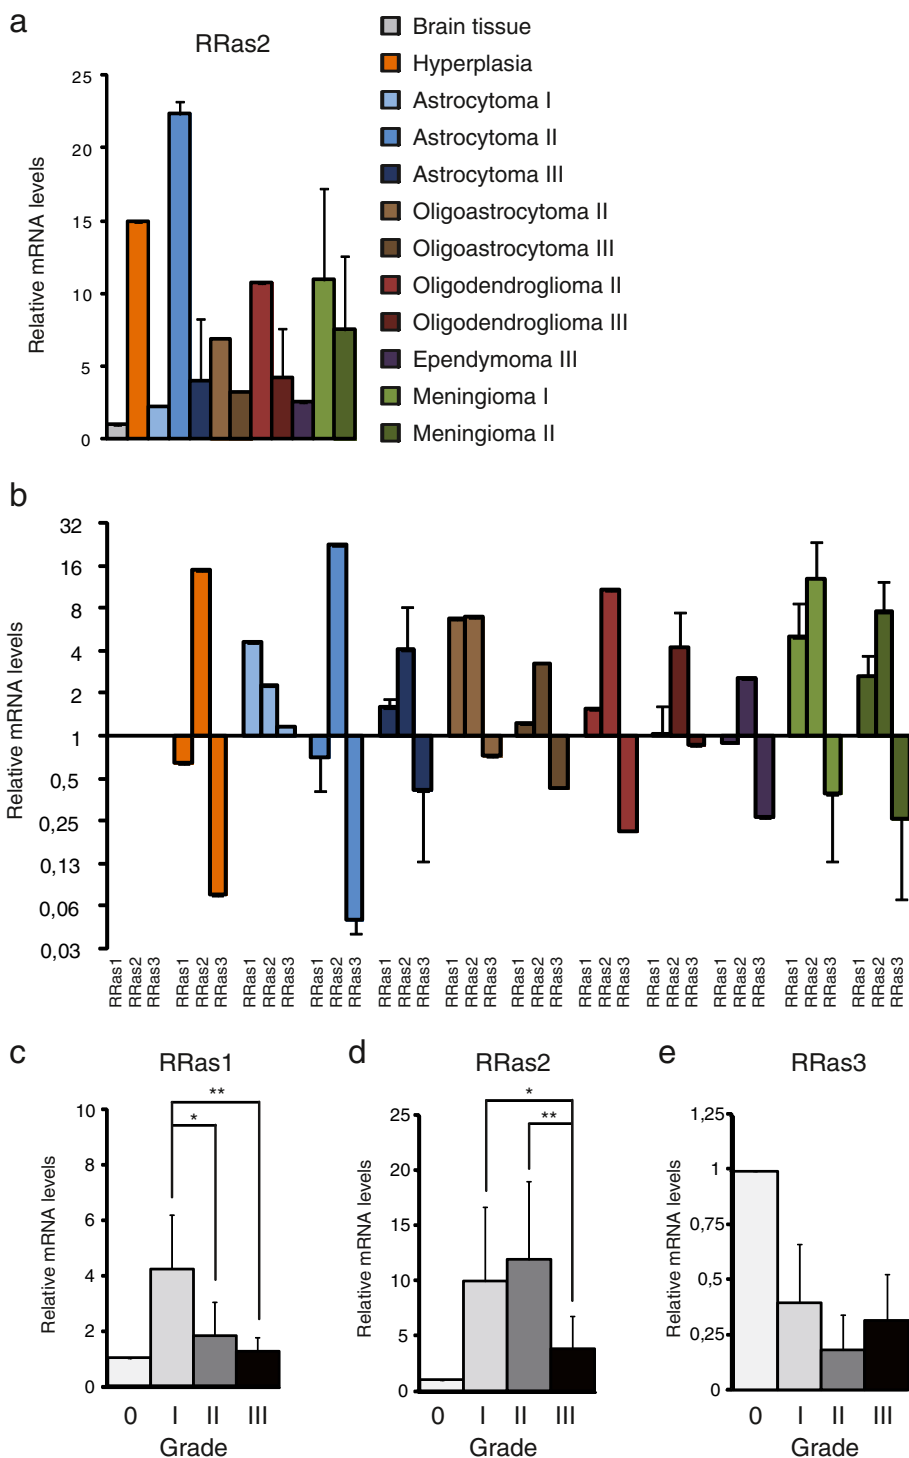 a
RRas2
Relative mRNA levels
25
20
15
10
5
0
Brain tissue
Hyperplasia
Astrocytoma I
Astrocytoma II
Astrocytoma III
Oligoastrocytoma II
Oligoastrocytoma III
Oligodendroglioma II
Oligodendroglioma III
Ependymoma III
Meningioma I
Meningioma II
b
Relative mRNA levels
32
16
8
4
2
1
0,5
0,25
0,13
0,06
0,03
RRas1 RRas2 RRas3 RRas1 RRas2 RRas3 RRas1 RRas2 RRas3 RRas1 RRas2 RRas3 RRas1 RRas2 RRas3 RRas1 RRas2 RRas3 RRas1 RRas2 RRas3 RRas1 RRas2 RRas3 RRas1 RRas2 RRas3 RRas1 RRas2 RRas3 RRas1 RRas2 RRas3 RRas1 RRas2 RRas3
c
RRas1
Relative mRNA levels
10
8
6
4
2
0
**
*
0 I II III
Grade
d
RRas2
Relative mRNA levels
25
20
15
10
5
0
*
**
0 I II III
Grade
e
RRas3
Relative mRNA levels
1,25
1
0,75
0,5
0,25
0
0 I II III
Grade